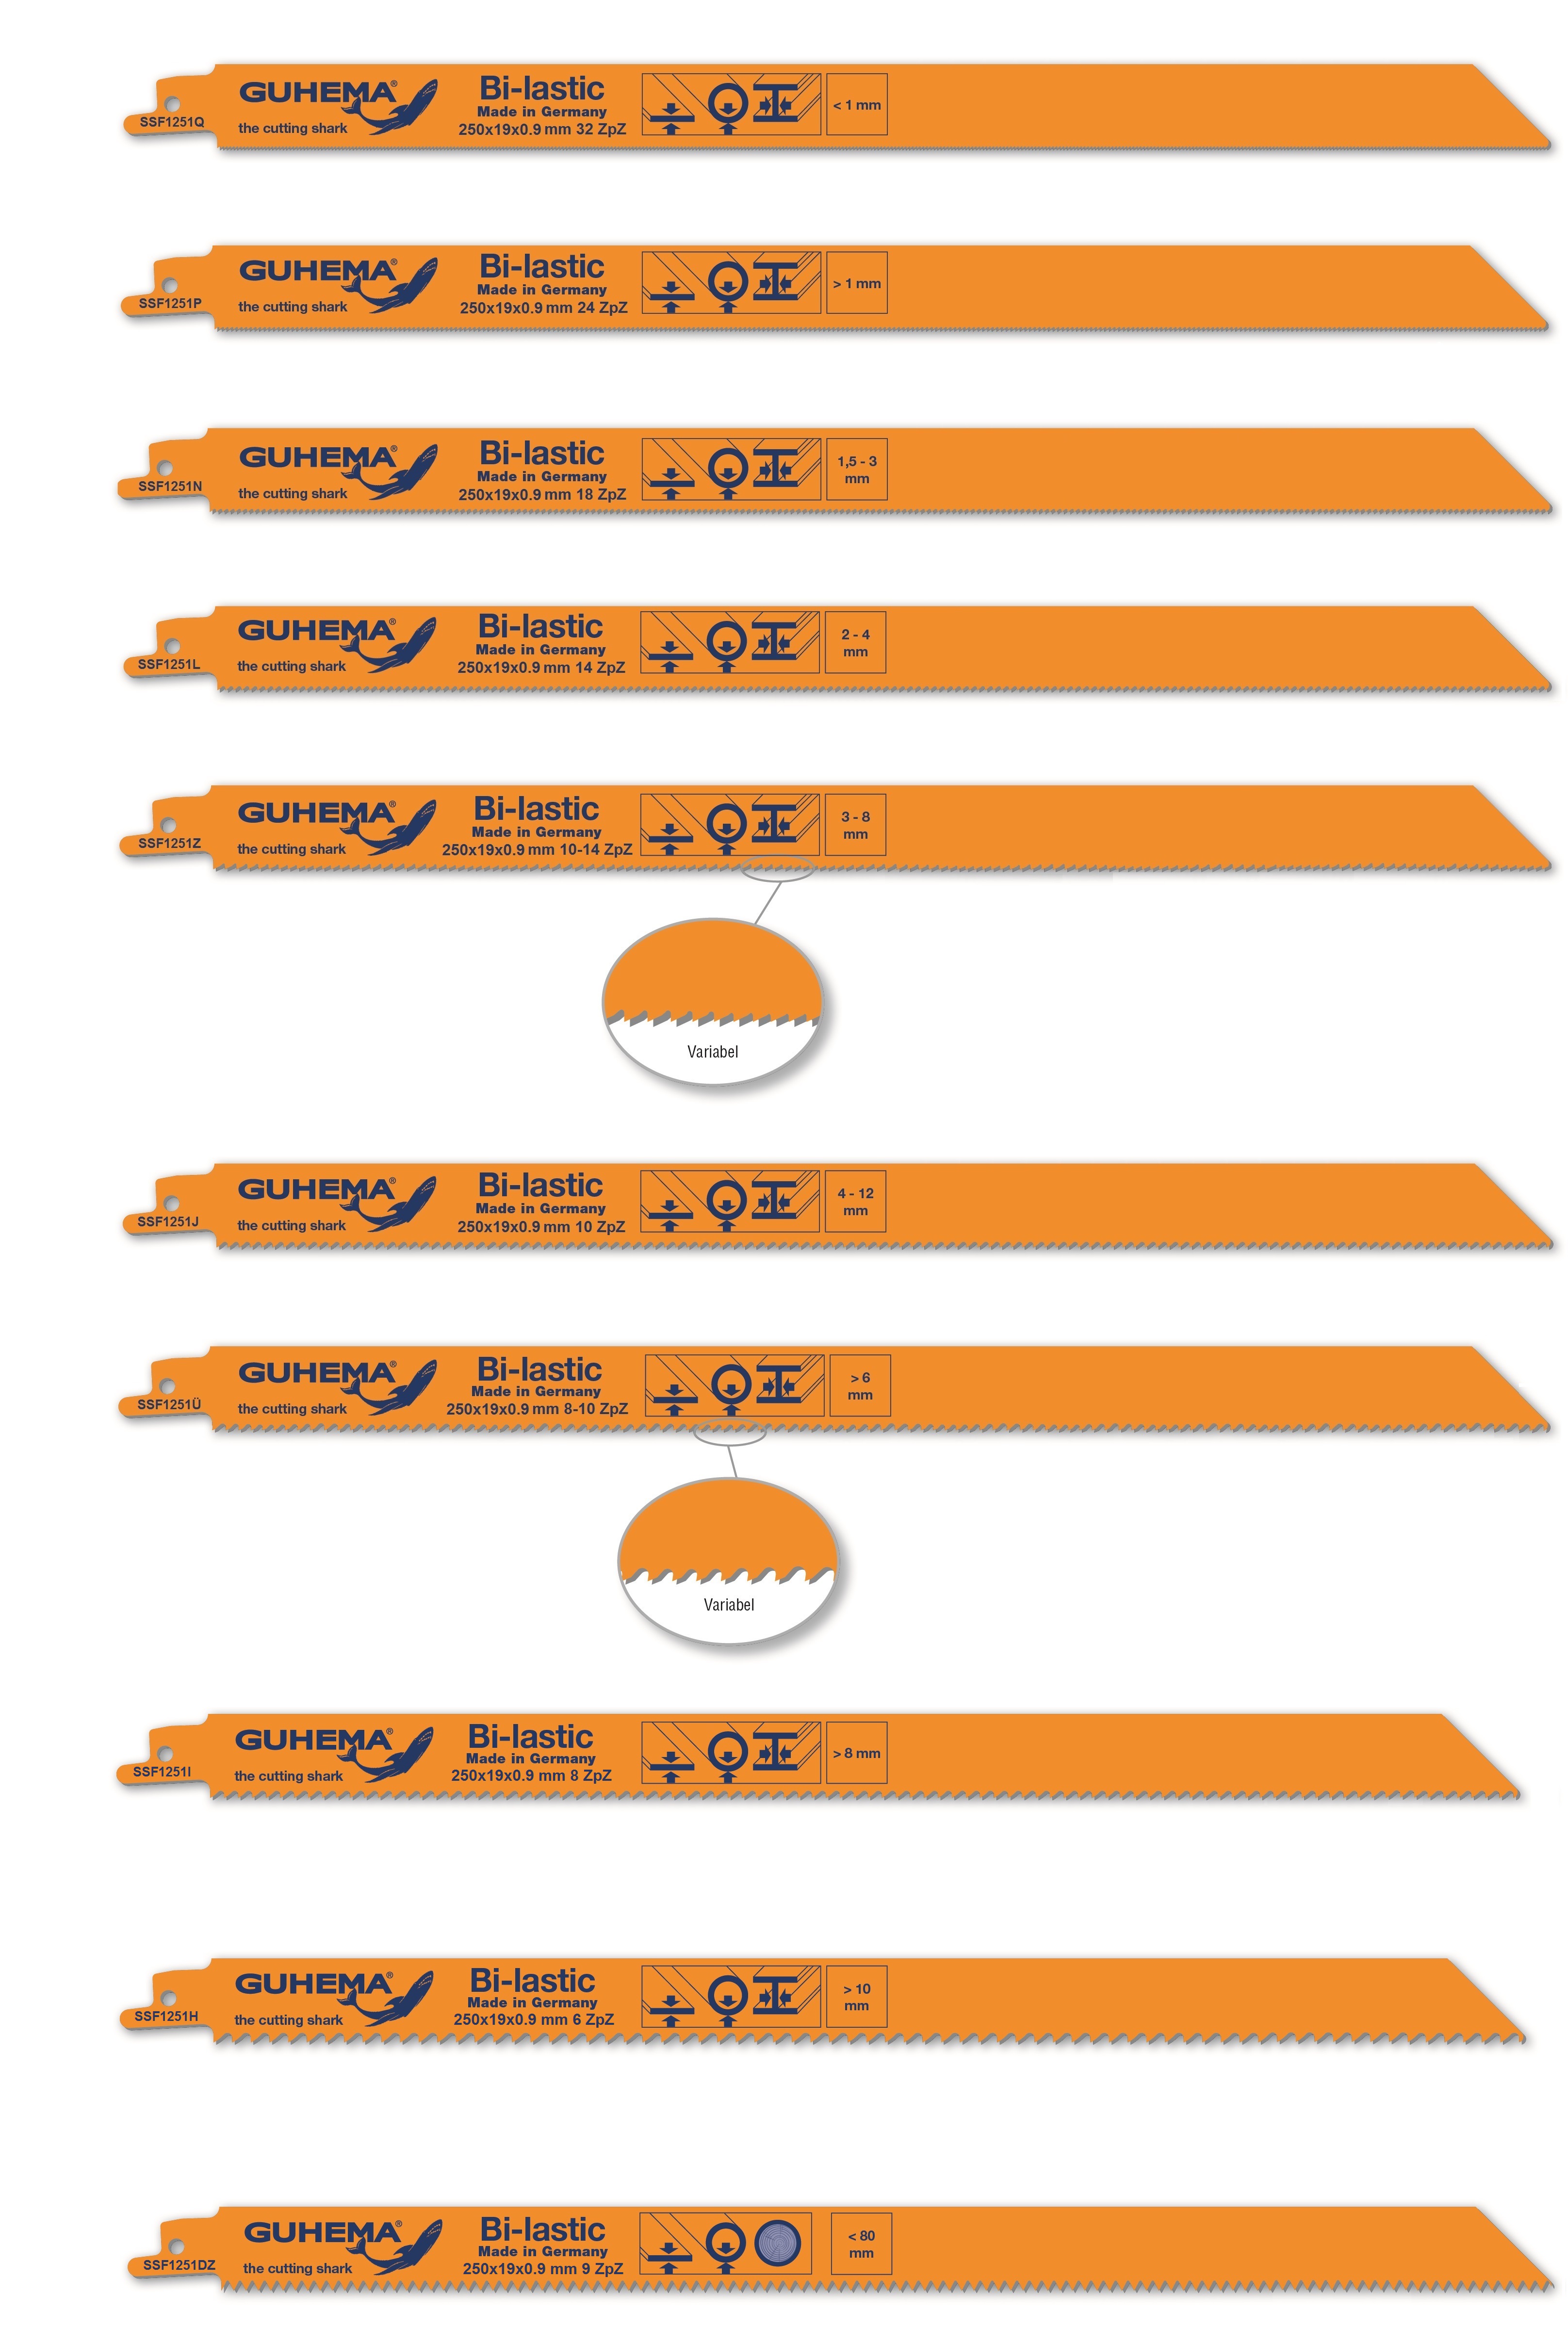 GUHEMA®
the cutting shark
SSF1251Q
Bi-lastic
Made in Germany
250x19x0.9 mm 32 ZpZ
< 1 mm
GUHEMA®
the cutting shark
SSF1251P
Bi-lastic
Made in Germany
250x19x0.9 mm 24 ZpZ
> 1 mm
GUHEMA®
the cutting shark
SSF1251N
Bi-lastic
Made in Germany
250x19x0.9 mm 18 ZpZ
1,5 - 3
mm
GUHEMA®
the cutting shark
SSF1251L
Bi-lastic
Made in Germany
250x19x0.9 mm 14 ZpZ
2 - 4
mm
GUHEMA®
the cutting shark
SSF1251Z
Bi-lastic
Made in Germany
250x19x0.9 mm 10-14 ZpZ
3 - 8
mm
Variabel
GUHEMA®
the cutting shark
SSF1251J
Bi-lastic
Made in Germany
250x19x0.9 mm 10 ZpZ
4 - 12
mm
GUHEMA®
the cutting shark
SSF1251Ü
Bi-lastic
Made in Germany
250x19x0.9 mm 8-10 ZpZ
> 6
mm
Variabel
GUHEMA®
the cutting shark
SSF1251I
Bi-lastic
Made in Germany
250x19x0.9 mm 8 ZpZ
> 8 mm
GUHEMA®
the cutting shark
SSF1251H
Bi-lastic
Made in Germany
250x19x0.9 mm 6 ZpZ
> 10
mm
GUHEMA®
the cutting shark
SSF1251DZ
Bi-lastic
Made in Germany
250x19x0.9 mm 9 ZpZ
< 80
mm